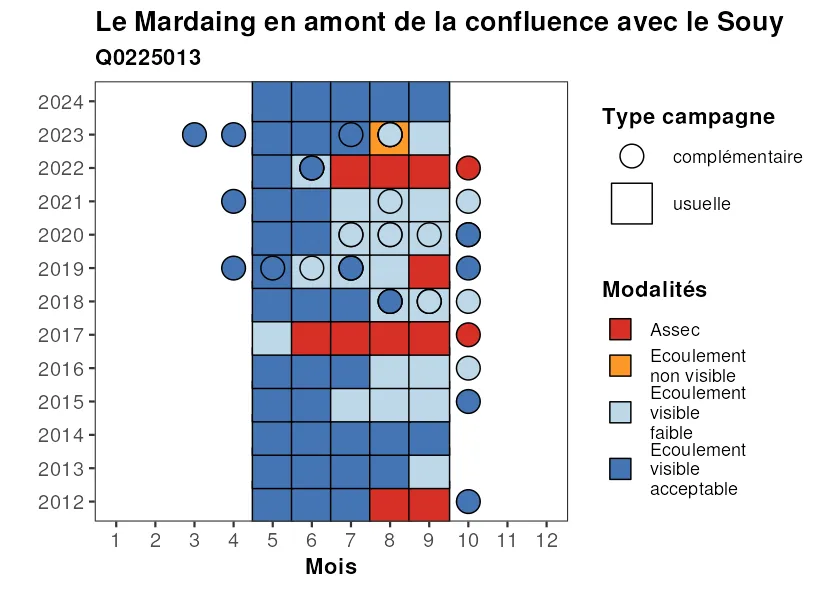 Le Mardaing en amont de la confluence avec le Souy
Q0225013
2024
2023
2022
2021
2020
2019
2018
2017
2016
2015
2014
2013
2012
1 2 3 4 5 6 7 8 9 10 11 12
Mois
Type campagne
complémentaire
usuelle
Modalités
Assec
Ecoulement
non visible
Ecoulement
visible
faible
Ecoulement
visible
acceptable